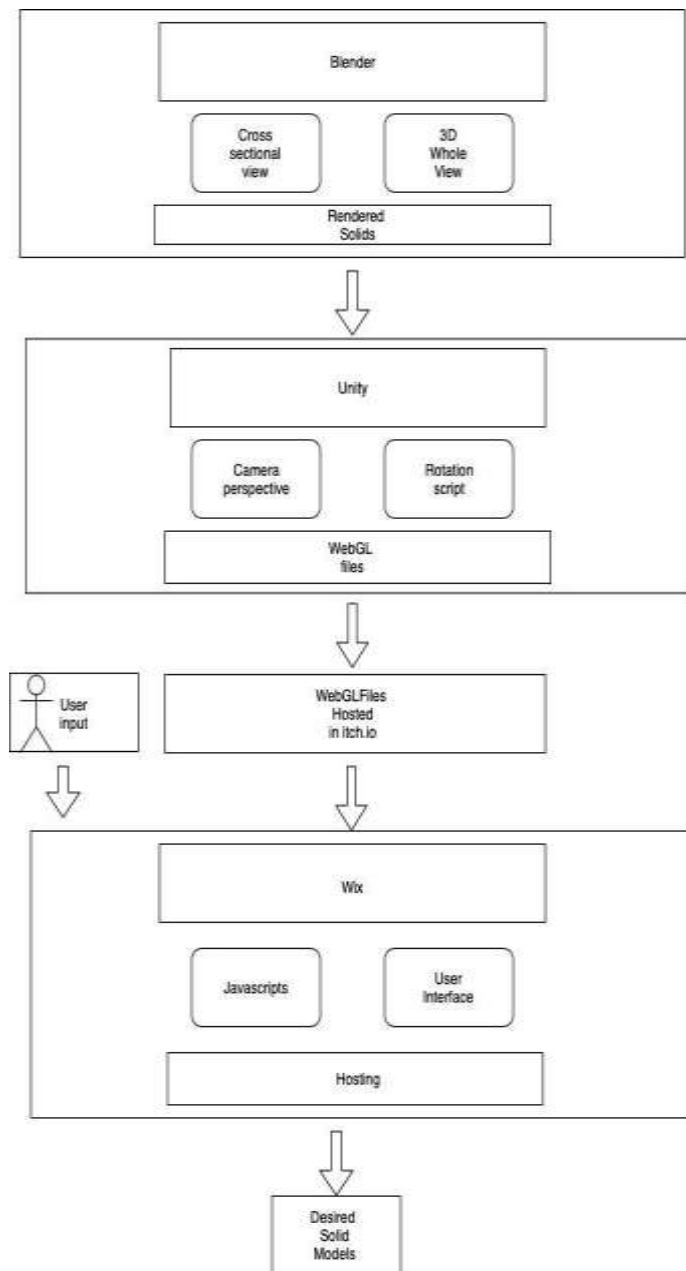 Blender
Cross
sectional
view
3D
Whole
View
Rendered
Solids
Unity
Camera
perspective
Rotation
script
WebGL
files
User
input
WebGLFiles
Hosted
in itch.io
Wix
Javascripts
User
Interface
Hosting
Desired
Solid
Models